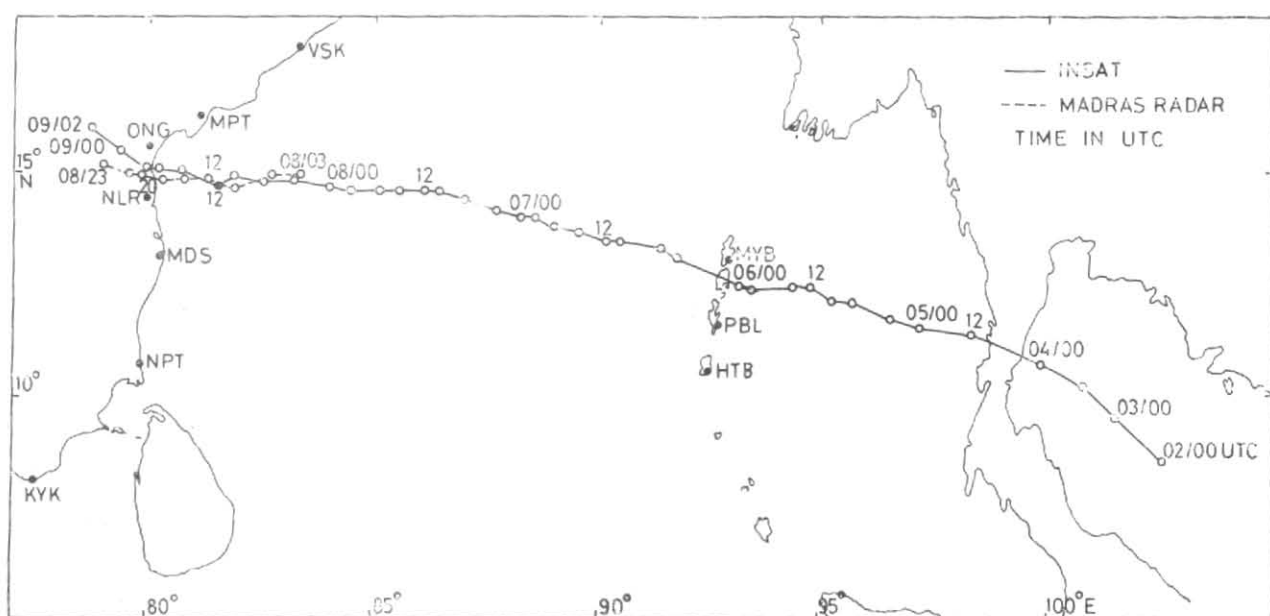 VSK
INSAT
MADRAS RADAR
TIME IN UTC
09/02
ONG
MPT
09/00
15°
N
12
08/03
08/00
12
08/23
20
NLR
12
07/00
12
MDS
MYB
06/00
12
05/00
12
PBL
04/00
NPT
HTB
10°
03/00
02/00 UTC
KYK
80°
85°
90°
95°
100°E